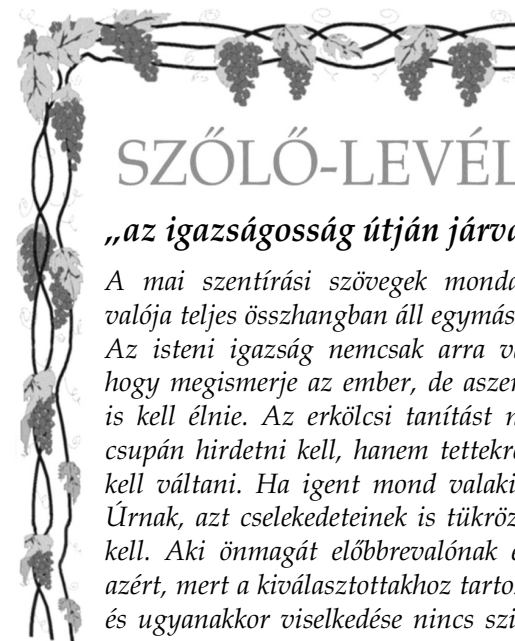 SZŐLŐ-LEVÉL
„az igazságosság útján járva
A mai szentírási szövegek monda
valója teljes összhangban áll egymás
Az isteni igazság nemcsak arra va
hogy megismerje az ember, de aszer
is kell élnie. Az erkölcsi tanítást n
csupán hirdetni kell, hanem tettekre
kell váltani. Ha igent mond valaki
Úrnak, azt cselekedeteinek is tükröz
kell. Aki önmagát előbbrevalónak é
azért, mert a kiválasztottakhoz tartoz
és ugyanakkor viselkedése nincs szi